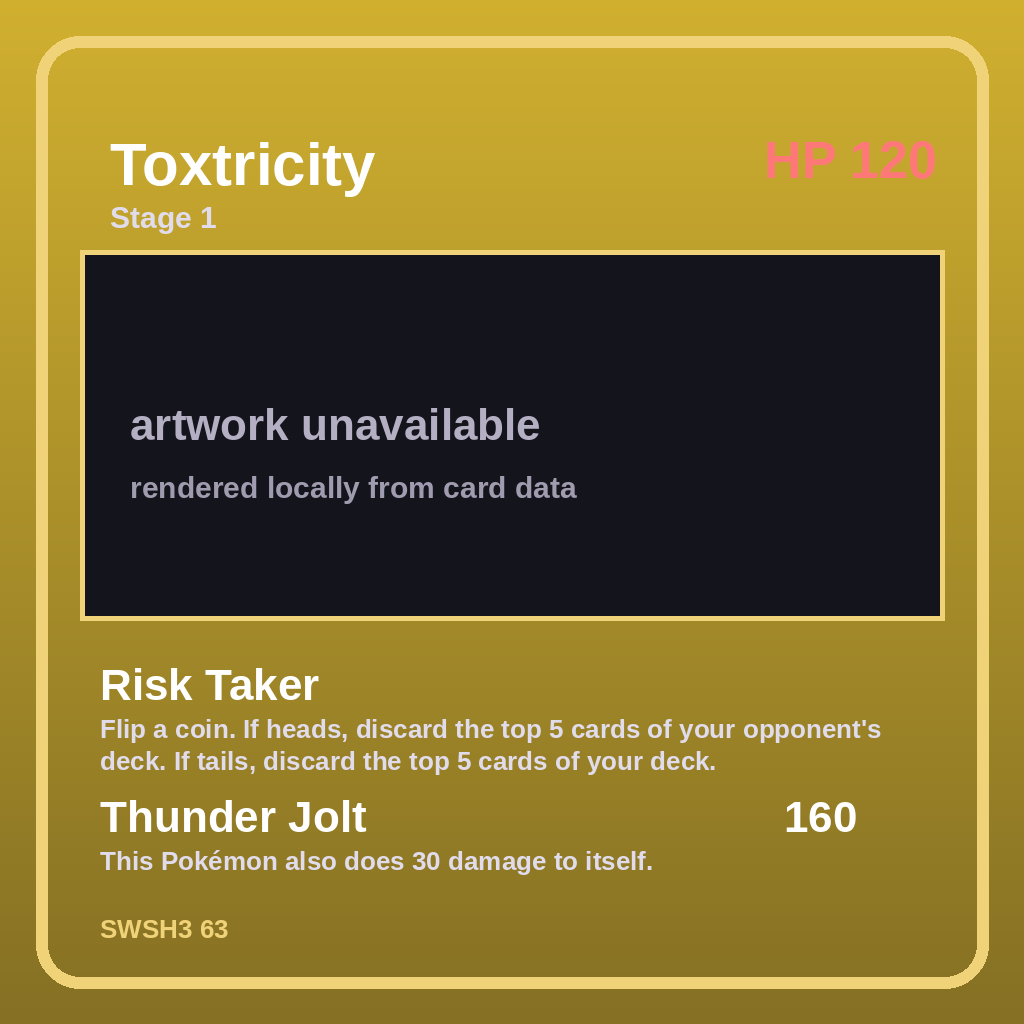 Toxtricity
HP 120
Stage 1
artwork unavailable
rendered locally from card data
Risk Taker
Flip a coin. If heads, discard the top 5 cards of your opponent's
deck. If tails, discard the top 5 cards of your deck.
Thunder Jolt
160
This Pokémon also does 30 damage to itself.
SWSH3 63